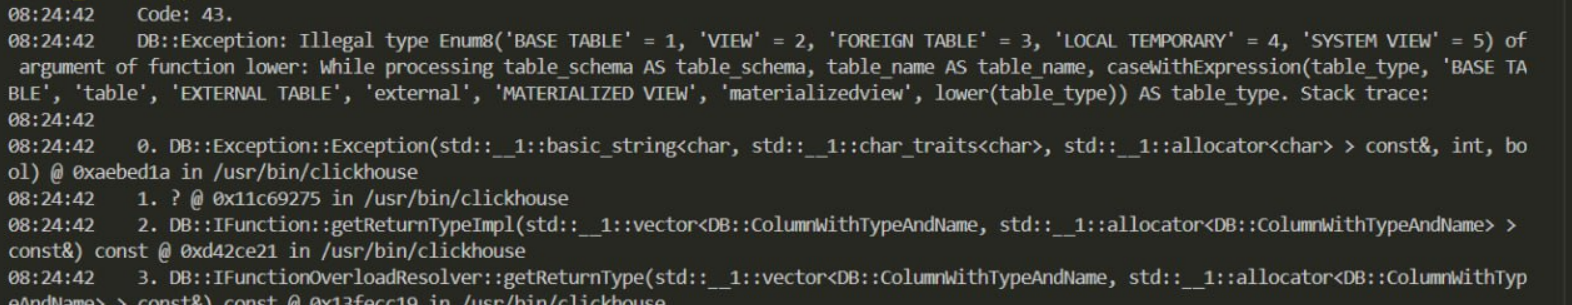 08:24:42    Code: 43.
08:24:42    DB::Exception: Illegal type Enum8('BASE TABLE' = 1, 'VIEW' = 2, 'FOREIGN TABLE' = 3, 'LOCAL TEMPORARY' = 4, 'SYSTEM VIEW' = 5) of
argument of function lower: While processing table_schema AS table_schema, table_name AS table_name, caseWithExpression(table_type, 'BASE TA
BLE', 'table', 'EXTERNAL TABLE', 'external', 'MATERIALIZED VIEW', 'materializedview', lower(table_type)) AS table_type. Stack trace:
08:24:42
08:24:42    0. DB::Exception::Exception(std::__1::basic_string<char, std::__1::char_traits<char>, std::__1::allocator<char> > const&, int, bo
ol) @ 0xaebed1a in /usr/bin/clickhouse
08:24:42    1. ? @ 0x11c69275 in /usr/bin/clickhouse
08:24:42    2. DB::IFunction::getReturnTypeImpl(std::__1::vector<DB::ColumnWithTypeAndName, std::__1::allocator<DB::ColumnWithTypeAndName> >
const&) const @ 0xd42ce21 in /usr/bin/clickhouse
08:24:42    3. DB::IFunctionOverloadResolver::getReturnType(std::__1::vector<DB::ColumnWithTypeAndName, std::__1::allocator<DB::ColumnWithTyp
eAndName> > const&) const @ 0x13fecc19 in /usr/bin/clickhouse